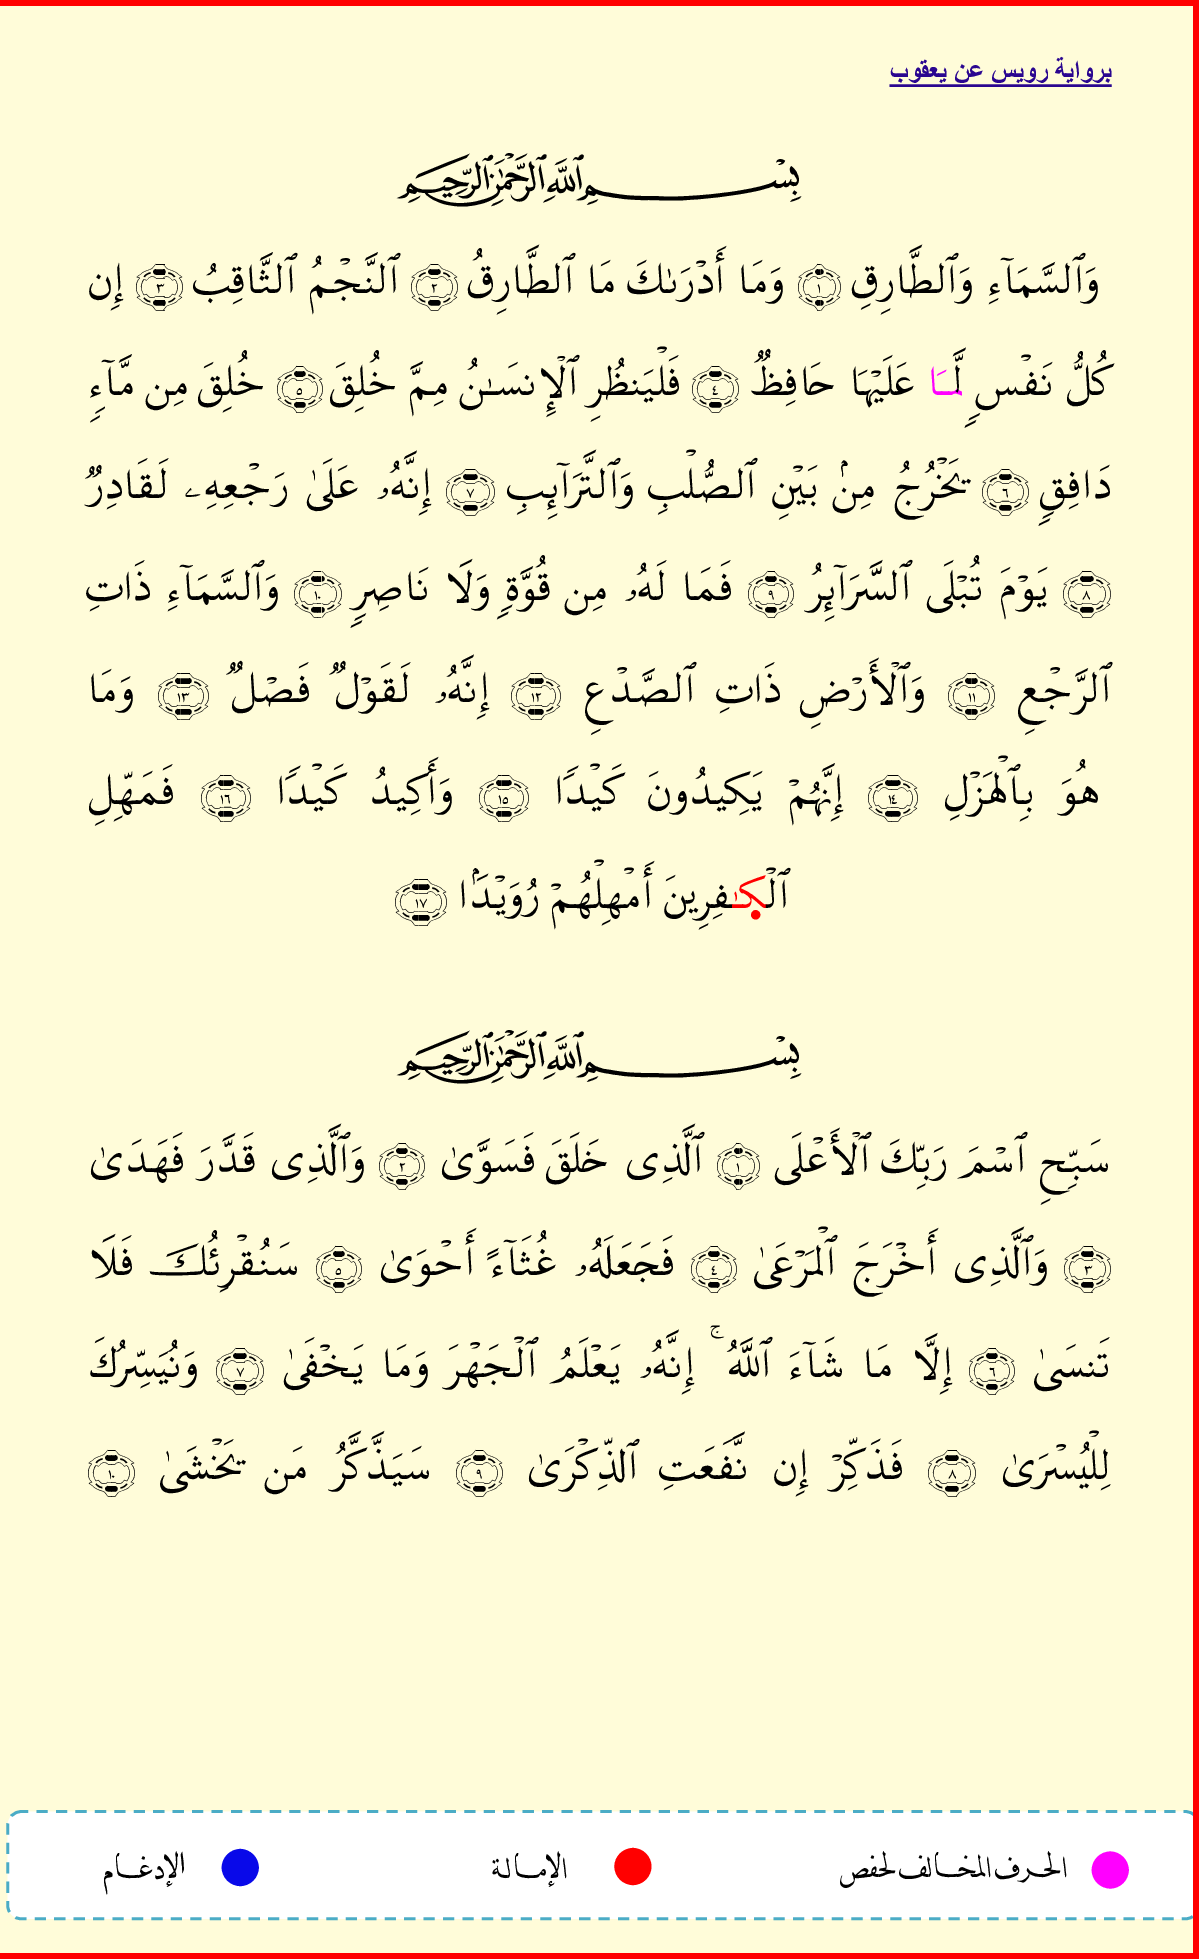 برواية رويس عن يعقوب
بِسْمِ ٱللَّهِ ٱلرَّحْمَٰنِ ٱلرَّحِيمِ
وَٱلسَّمَآءِ وَٱلطَّارِقِ ١ وَمَآ أَدْرَىٰكَ مَا ٱلطَّارِقُ ٢ ٱلنَّجْمُ ٱلثَّاقِبُ ٣ إِن
كُلُّ نَفْسٍ لَّمَا عَلَيْهَا حَافِظٌ ٤ فَلْيَنظُرِ ٱلْإِنسَٰنُ مِمَّ خُلِقَ ٥ خُلِقَ مِن مَّآءٍ
دَافِقٍ ٦ يَخْرُجُ مِنۢ بَيْنِ ٱلصُّلْبِ وَٱلتَّرَآئِبِ ٧ إِنَّهُۥ عَلَىٰ رَجْعِهِۦ لَقَادِرٌ
٨ يَوْمَ تُبْلَى ٱلسَّرَآئِرُ ٩ فَمَا لَهُۥ مِن قُوَّةٍ وَلَا نَاصِرٍ ١٠ وَٱلسَّمَآءِ ذَاتِ
ٱلرَّجْعِ ١١ وَٱلْأَرْضِ ذَاتِ ٱلصَّدْعِ ١٢ إِنَّهُۥ لَقَوْلٌ فَصْلٌ ١٣ وَمَا
هُوَ بِٱلْهَزْلِ ١٤ إِنَّهُمْ يَكِيدُونَ كَيْدًا ١٥ وَأَكِيدُ كَيْدًا ١٦ فَمَهِّلِ
ٱلْكَٰفِرِينَ أَمْهِلْهُمْ رُوَيْدَۢا ١٧
بِسْمِ ٱللَّهِ ٱلرَّحْمَٰنِ ٱلرَّحِيمِ
سَبِّحِ ٱسْمَ رَبِّكَ ٱلْأَعْلَى ١ ٱلَّذِى خَلَقَ فَسَوَّىٰ ٢ وَٱلَّذِى قَدَّرَ فَهَدَىٰ
٣ وَٱلَّذِى أَخْرَجَ ٱلْمَرْعَىٰ ٤ فَجَعَلَهُۥ غُثَآءً أَحْوَىٰ ٥ سَنُقْرِئُكَ فَلَا
تَنسَىٰ ٦ إِلَّا مَا شَآءَ ٱللَّهُ ۚ إِنَّهُۥ يَعْلَمُ ٱلْجَهْرَ وَمَا يَخْفَىٰ ٧ وَنُيَسِّرُكَ
لِلْيُسْرَىٰ ٨ فَذَكِّرْ إِن نَّفَعَتِ ٱلذِّكْرَىٰ ٩ سَيَذَّكَّرُ مَن يَخْشَىٰ ١٠
الحرف المخالف لحفص الإمالة الإدغام